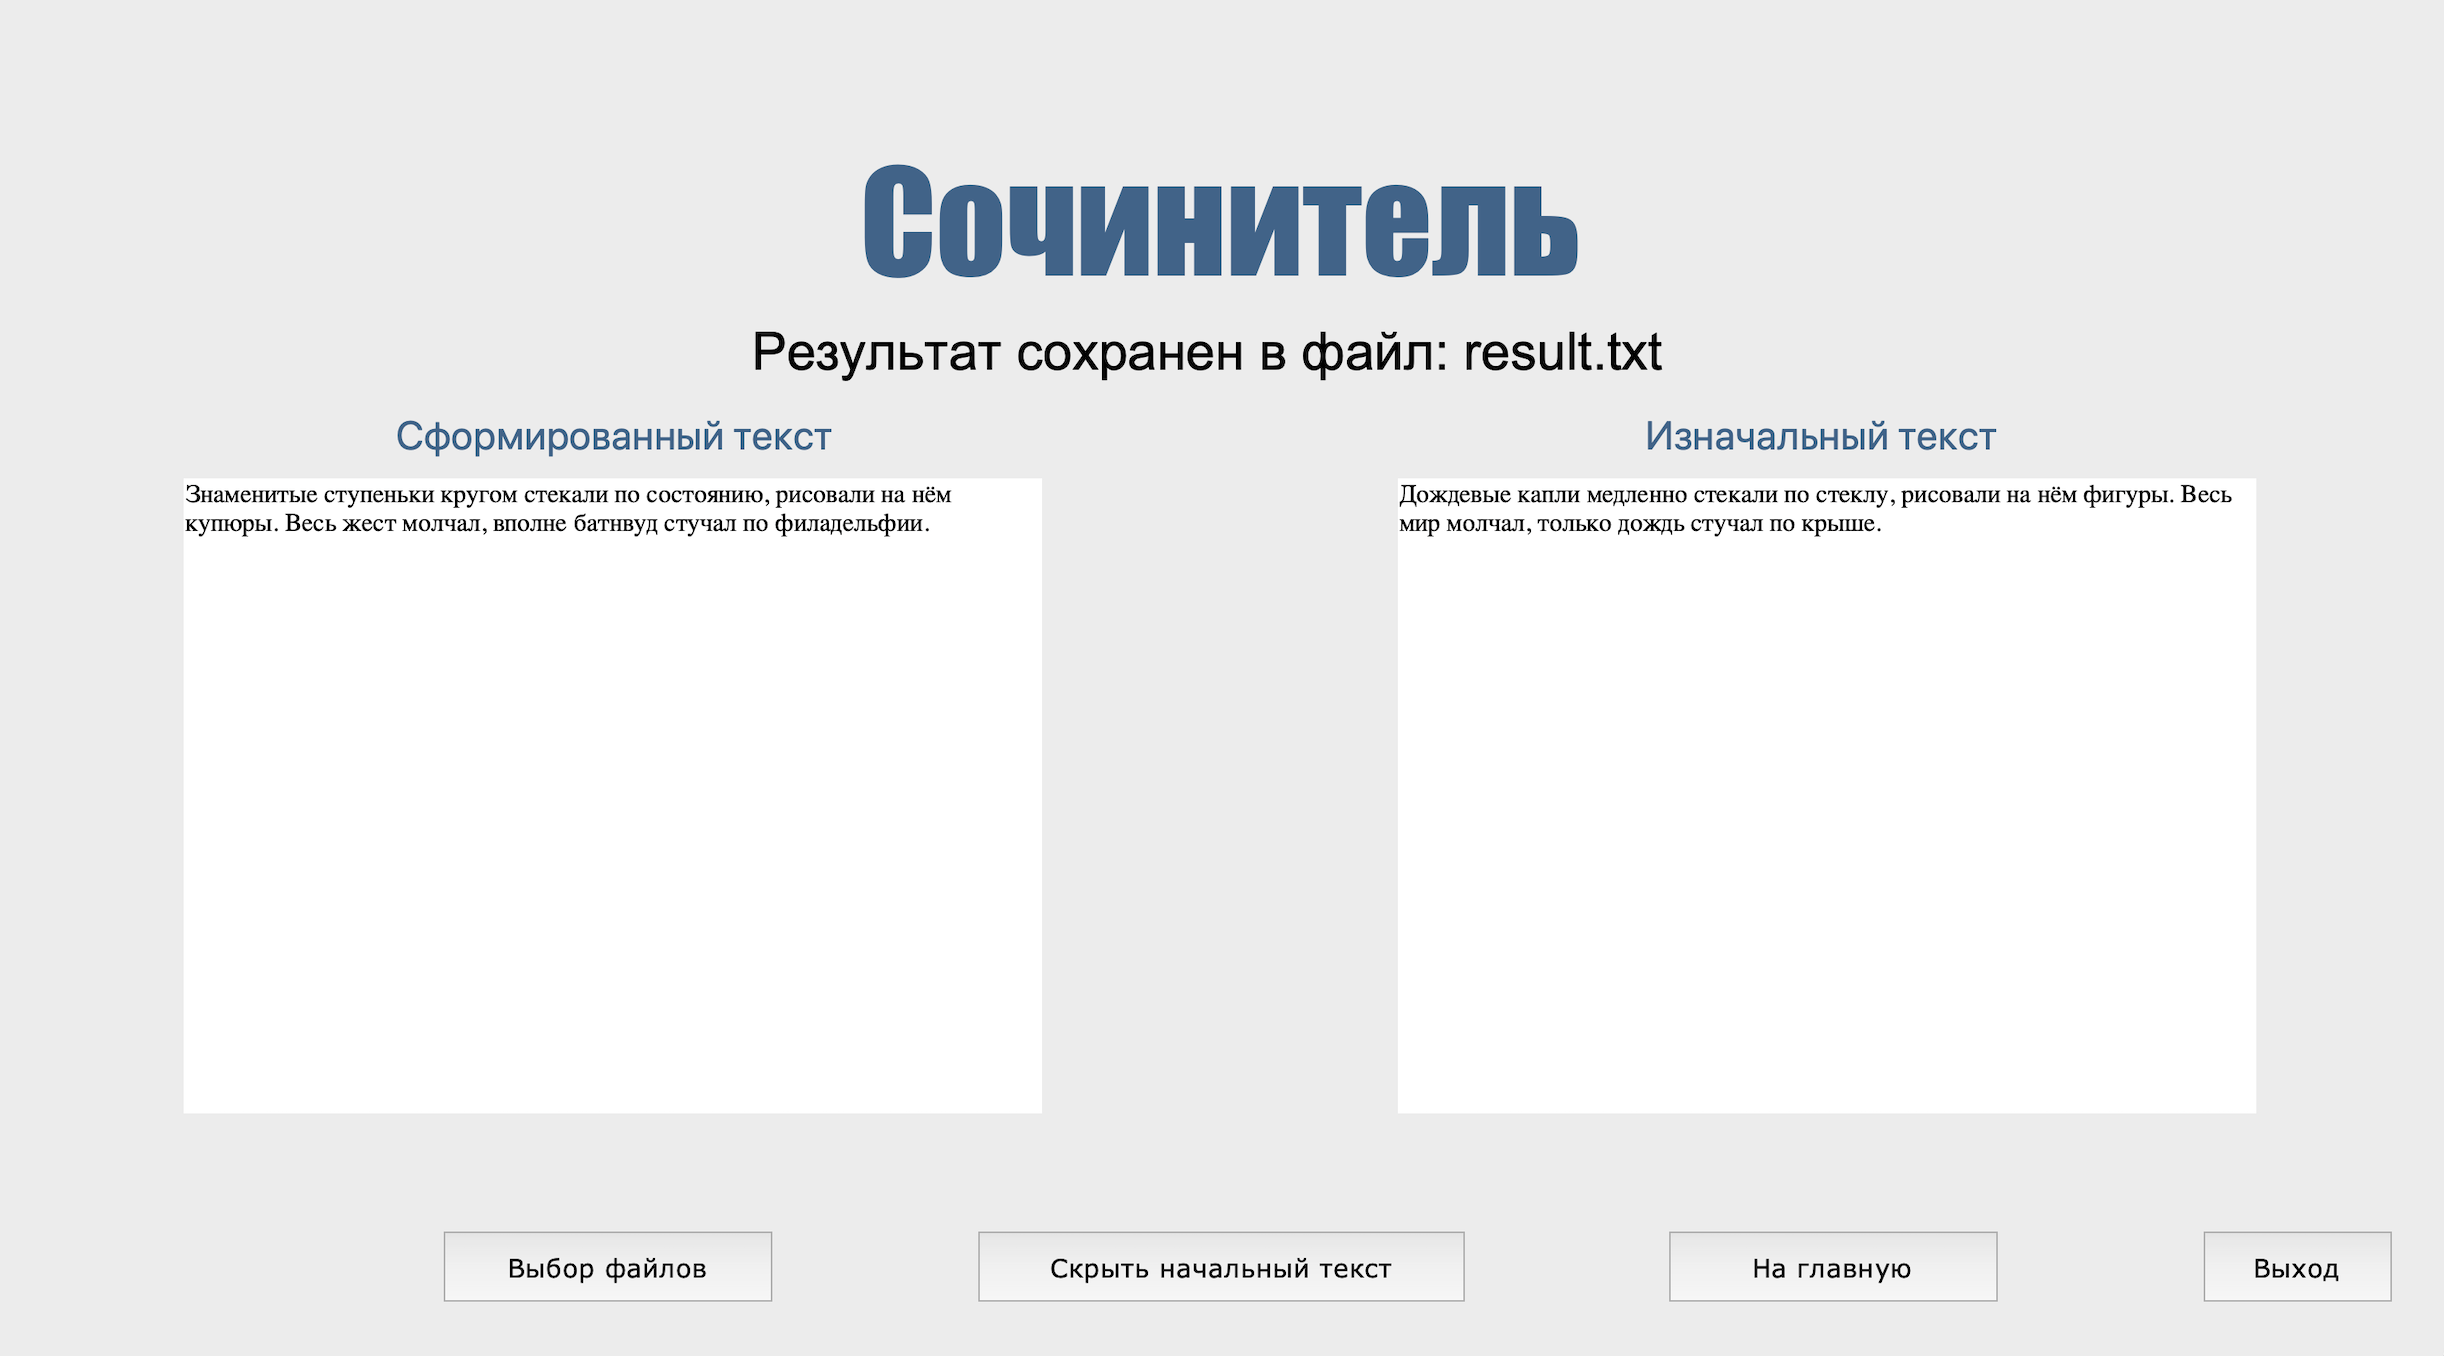 Сочинитель
Результат сохранен в файл: result.txt
Сформированный текст
Знаменитые ступеньки кругом стекали по состоянию, рисовали на нём
купюры. Весь жест молчал, вполне батнвуд стучал по филадельфии.
Изначальный текст
Дождевые капли медленно стекали по стеклу, рисовали на нём фигуры. Весь
мир молчал, только дождь стучал по крыше.
Выбор файлов
Скрыть начальный текст
На главную
Выход